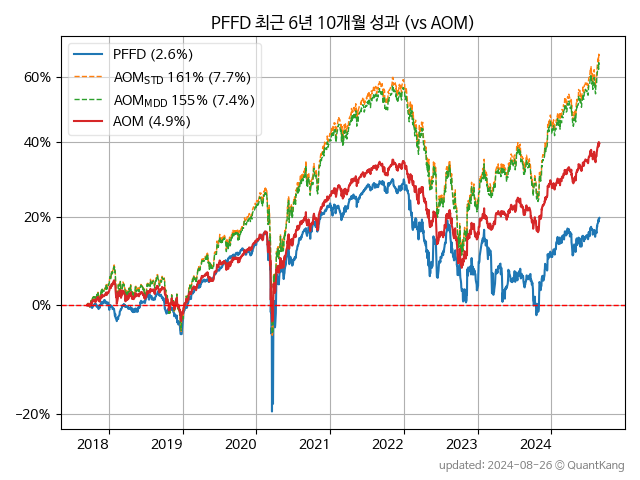 PFFD 최근 6년 10개월 성과 (vs AOM)
PFFD (2.6%)
AOM_STD 161% (7.7%)
AOM_MDD 155% (7.4%)
AOM (4.9%)
60%
40%
20%
0%
−20%
2018 2019 2020 2021 2022 2023 2024
updated: 2024-08-26 © QuantKang